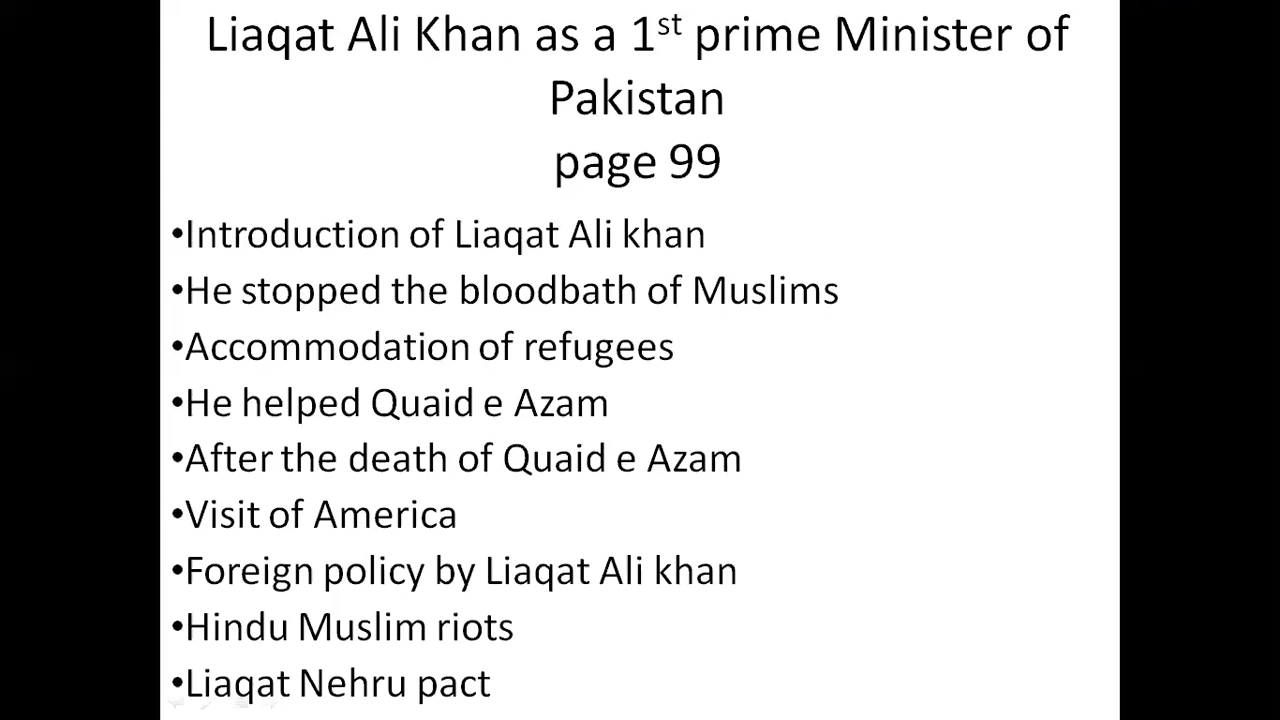 Liaqat Ali Khan as a 1st prime Minister of
Pakistan
page 99
•Introduction of Liaqat Ali khan
•He stopped the bloodbath of Muslims
•Accommodation of refugees
•He helped Quaid e Azam
•After the death of Quaid e Azam
•Visit of America
•Foreign policy by Liaqat Ali khan
•Hindu Muslim riots
•Liaqat Nehru pact